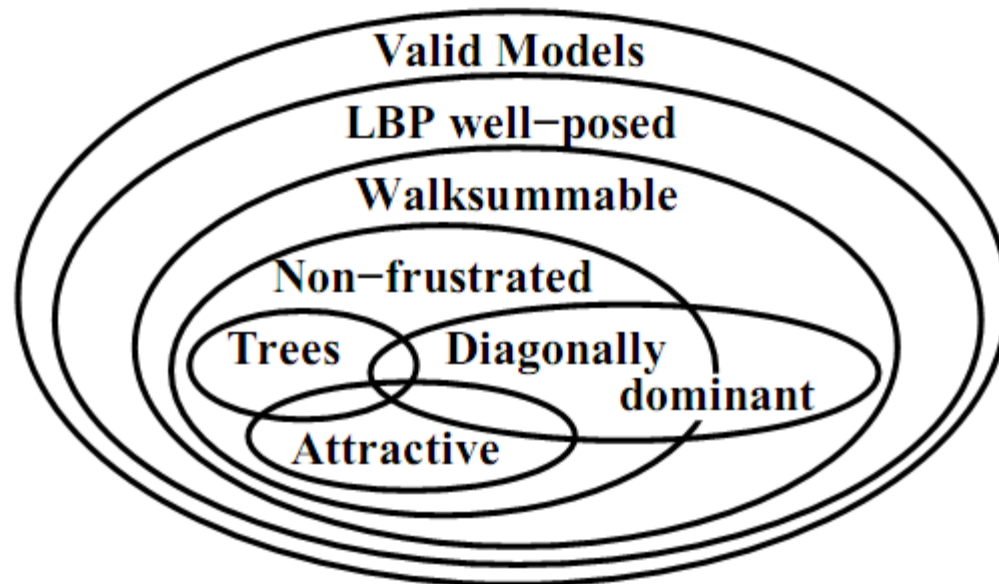 Valid Models
LBP well−posed
Walksummable
Non−frustrated
Trees
Diagonally
dominant
Attractive